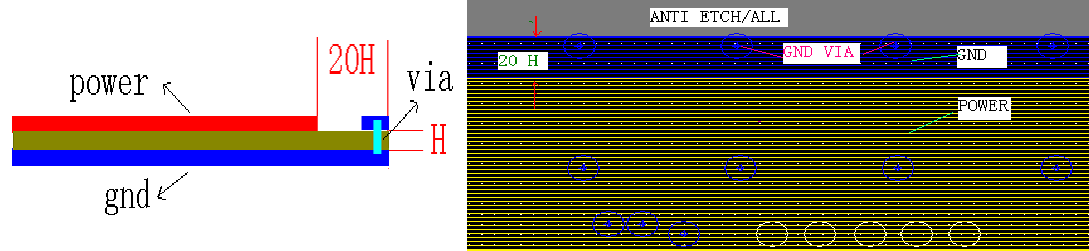 20H
via
power
H
gnd
ANTI ETCH/ALL
GND VIA
20 H
GND
POWER